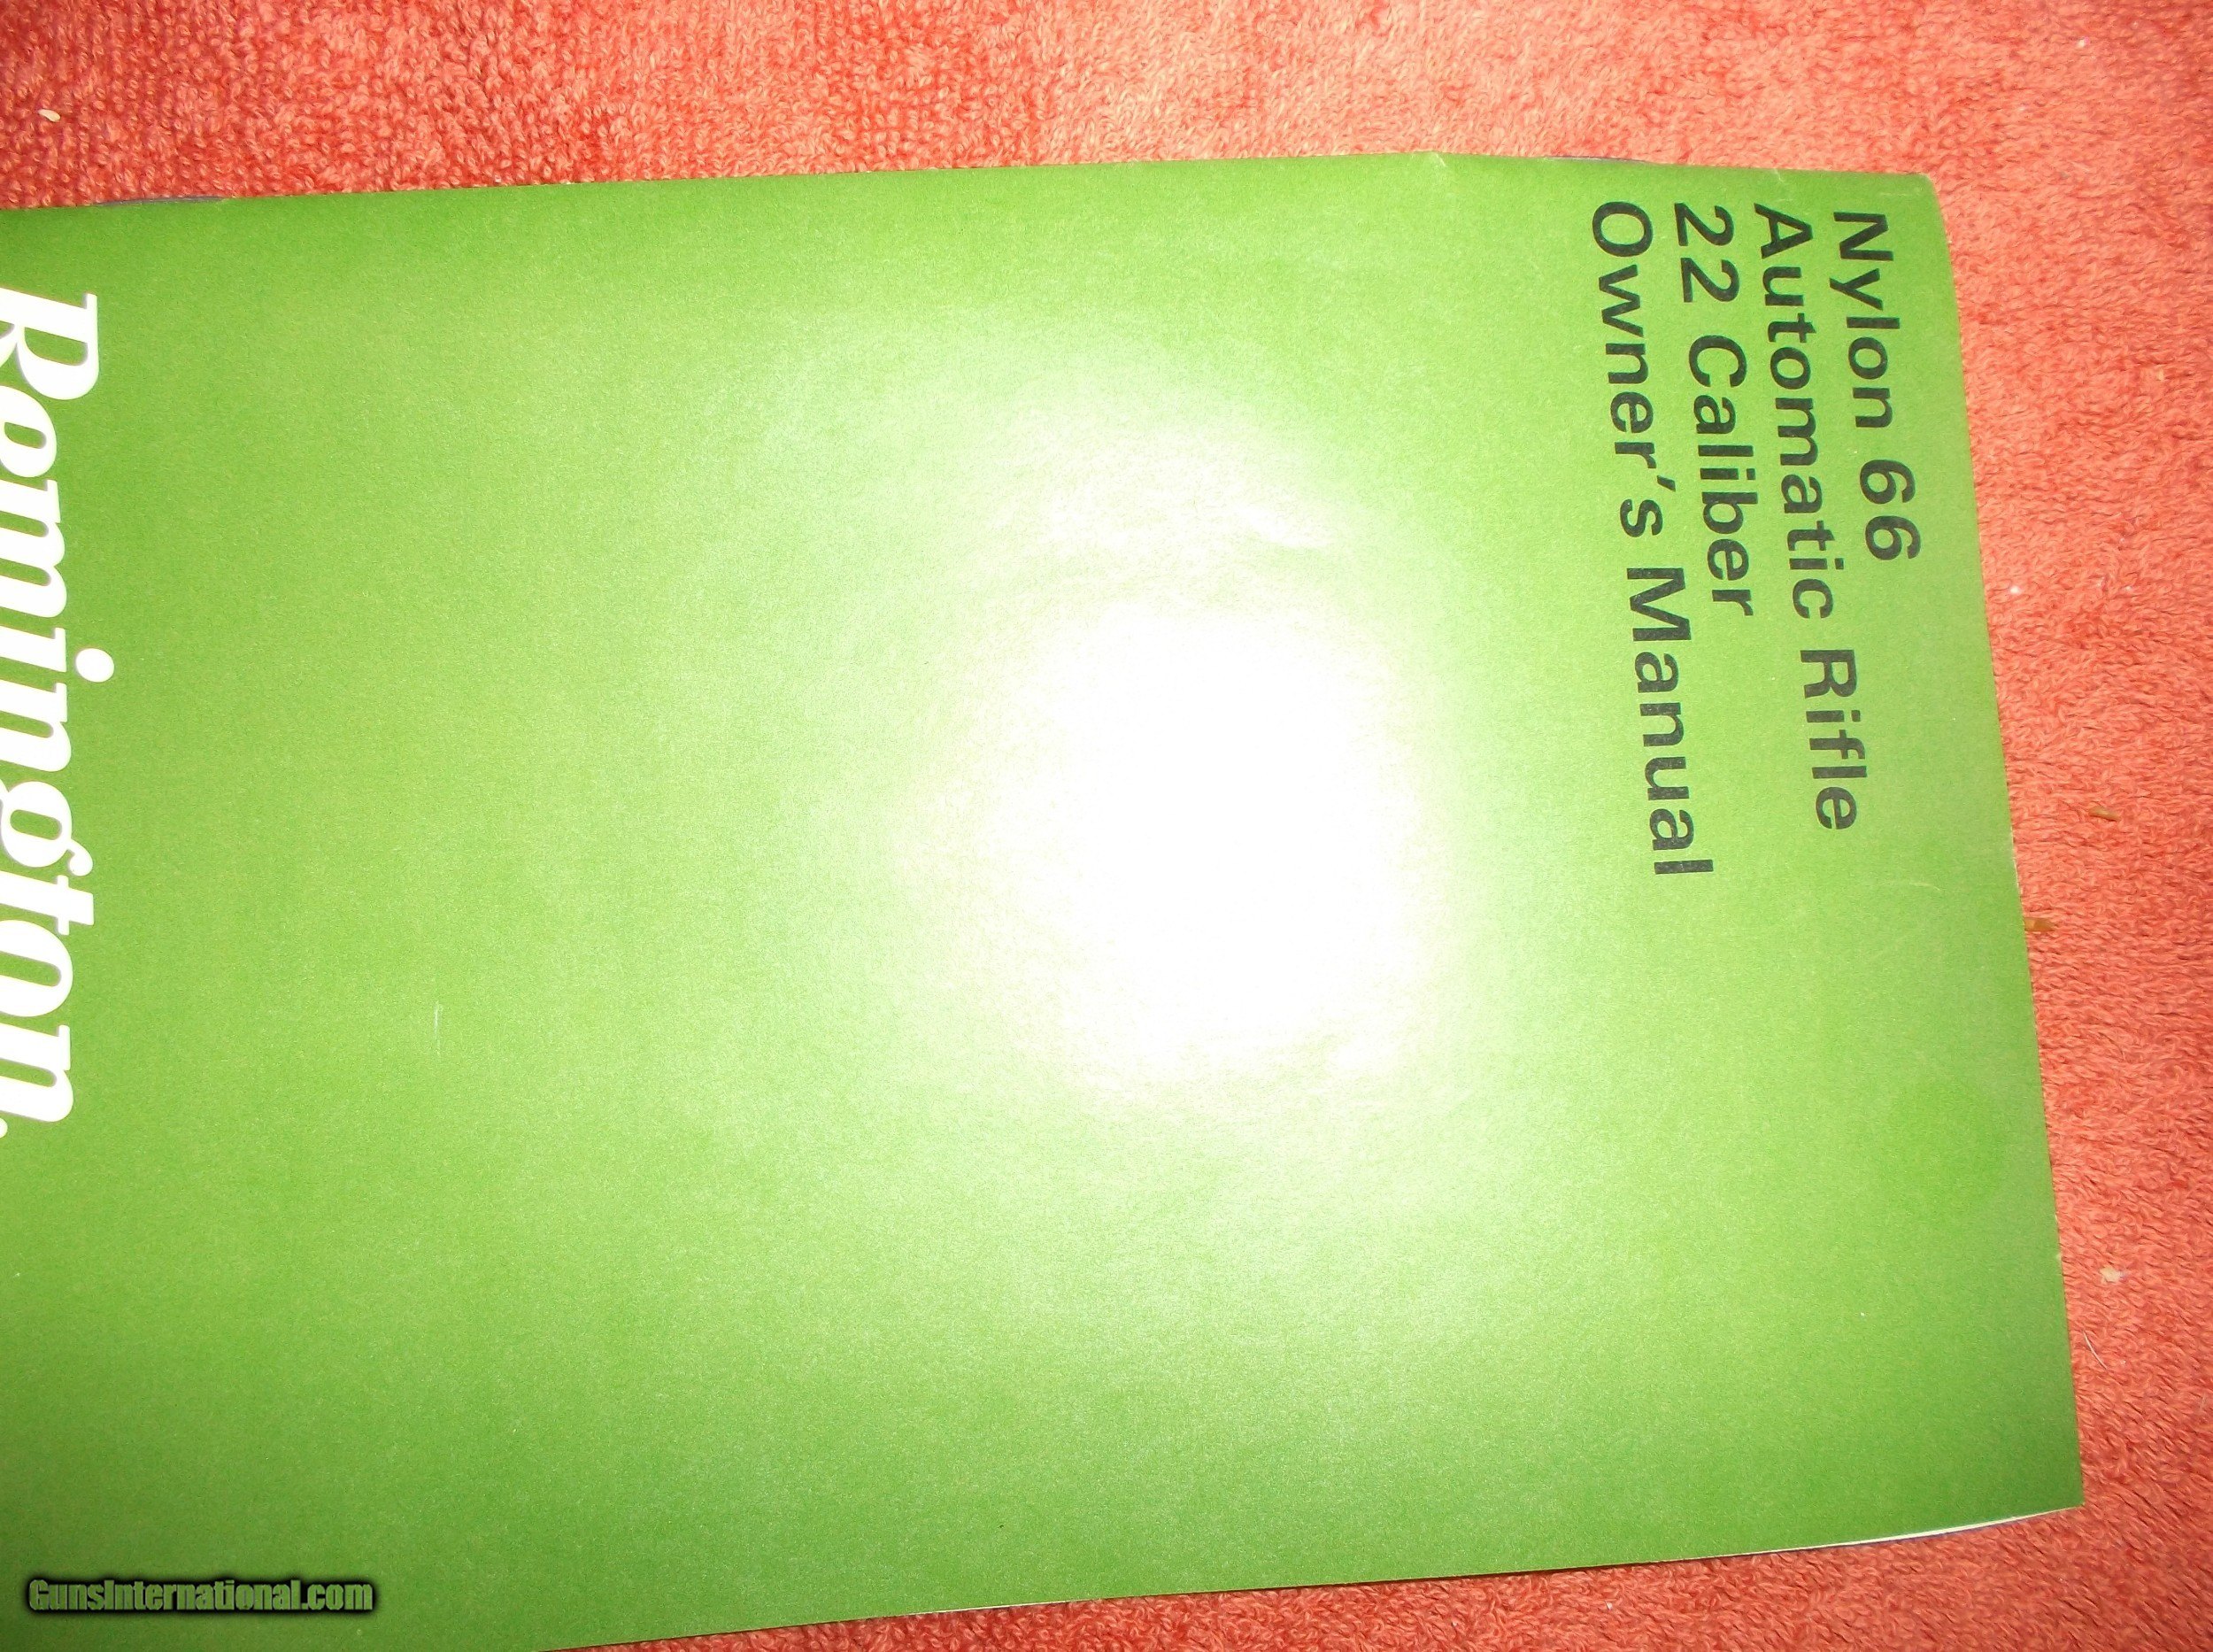 Nylon 66
Automatic Rifle
22 Caliber
Owner's Manual
Remington.
GunsInternational.com